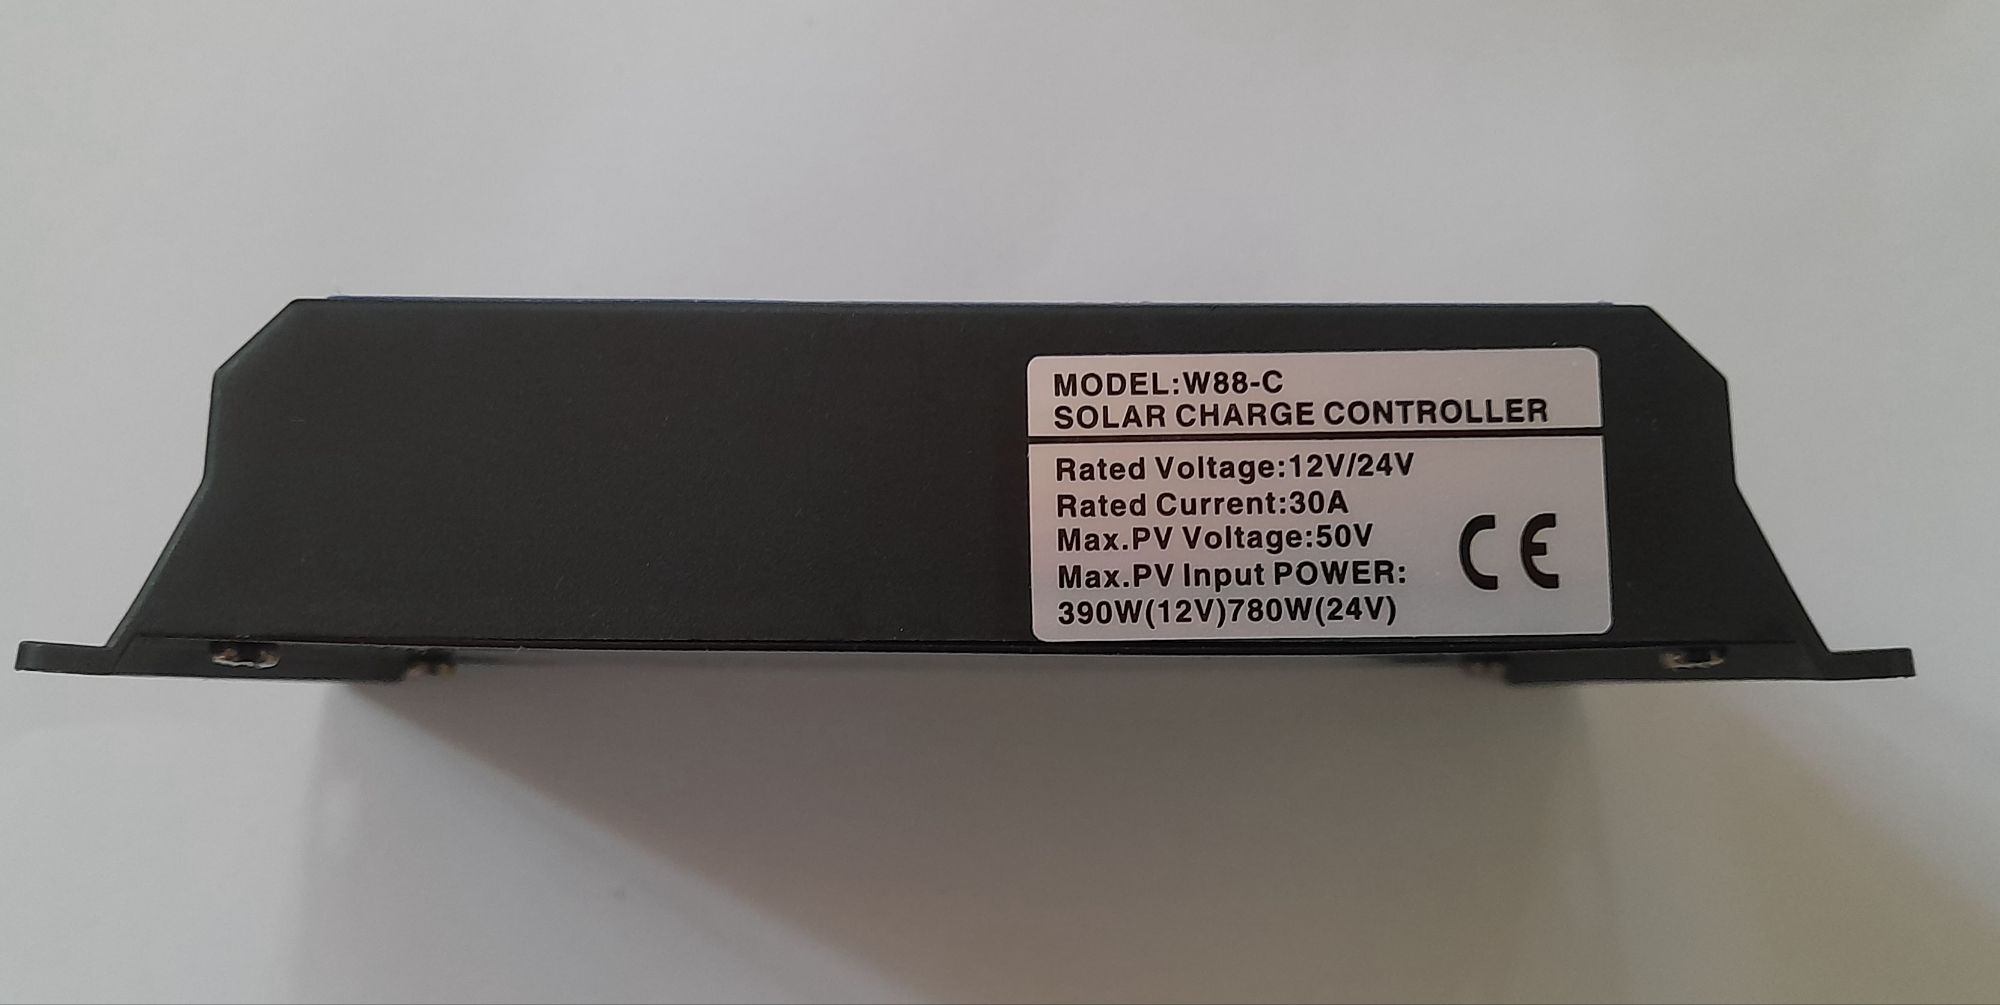 MODEL:W88-C
SOLAR CHARGE CONTROLLER
Rated Voltage:12V/24V
Rated Current:30A
Max.PV Voltage:50V
Max.PV Input POWER:
390W(12V)780W(24V)
CE